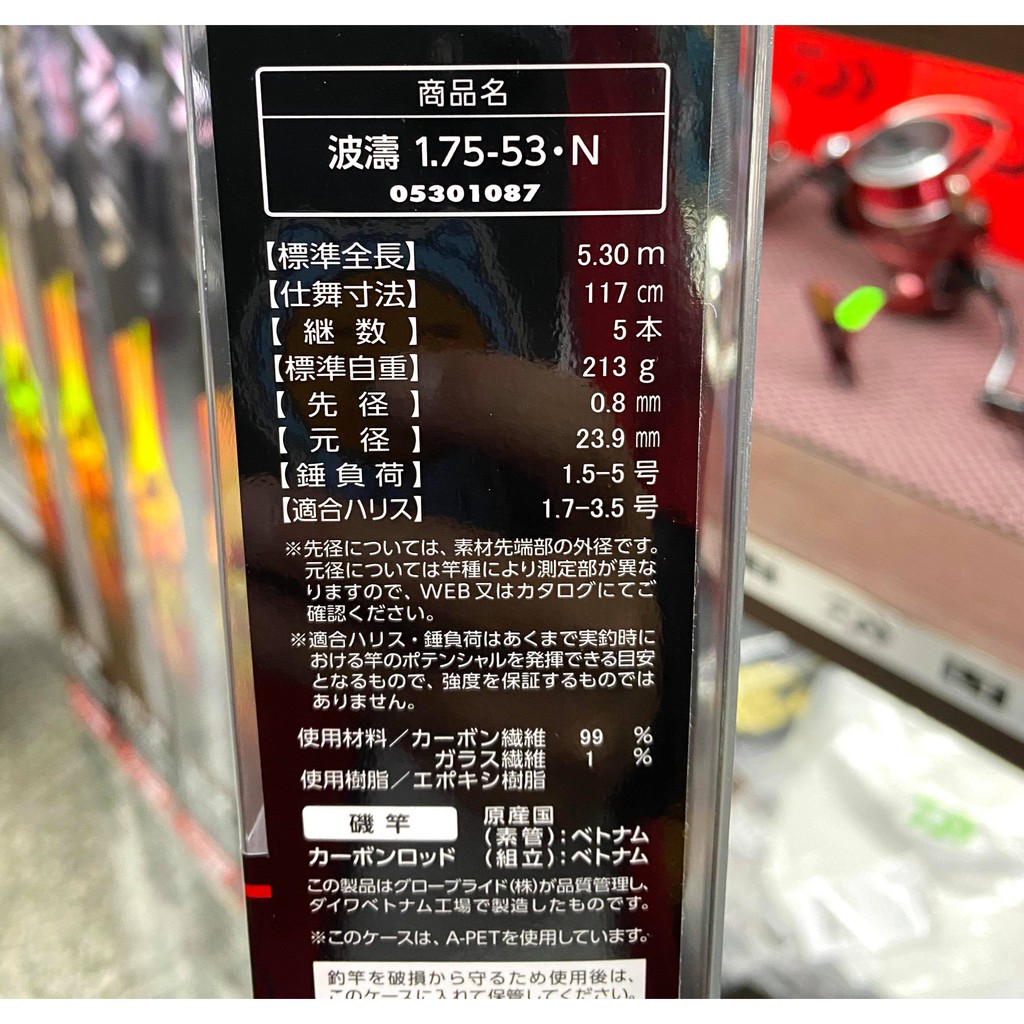 商品名
波濤 1.75-53・N
05301087
【標準全長】 5.30 m
【仕舞寸法】 117 cm
【継数】 5 本
【標準自重】 213 g
【先径】 0.8 mm
【元径】 23.9 mm
【錘負荷】 1.5-5 号
【適合ハリス】 1.7-3.5 号
※先径については、素材先端部の外径です。
元径については竿種により測定部が異な
りますので、WEB又はカタログにてご
確認ください。
※適合ハリス・錘負荷はあくまで実釣時に
おける竿のポテンシャルを発揮できる目安
となるもので、強度を保証するものでは
ありません。
使用材料/カーボン繊維 99 %
ガラス繊維 1 %
使用樹脂/エポキシ樹脂
磯竿
カーボンロッド
原産国
(素管):ベトナム
(組立):ベトナム
この製品はグローブライド(株)が品質管理し、
ダイワベトナム工場で製造したものです。
※このケースは、A-PETを使用しています。
釣竿を破損から守るため使用後は、
このケースに入れて保管してください。